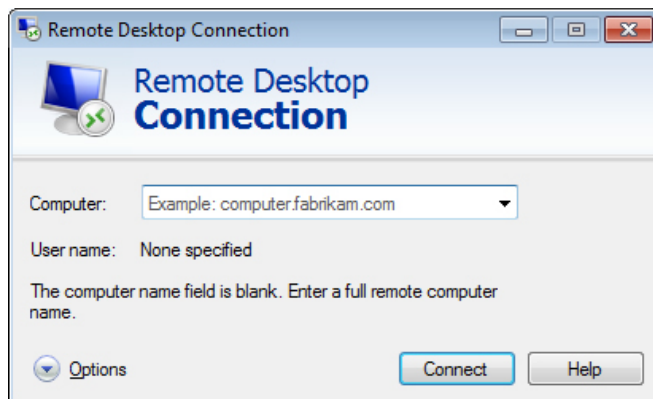 Remote Desktop Connection
Remote Desktop
Connection
Computer: Example: computer.fabrikam.com
User name: None specified
The computer name field is blank. Enter a full remote computer
name.
Options Connect Help